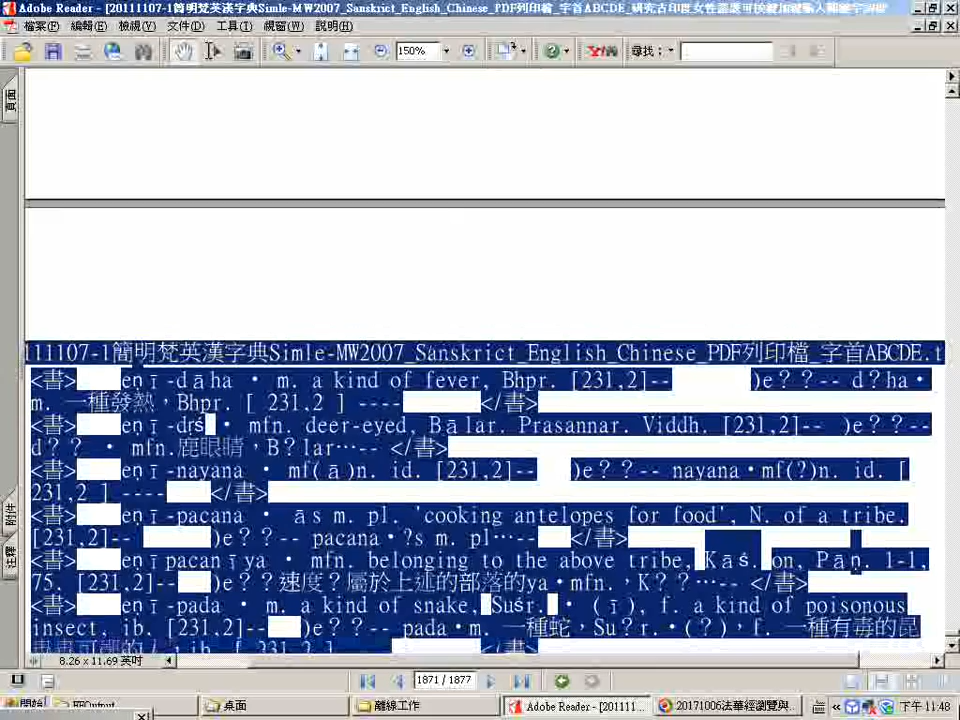 Adobe Reader - [20111107-1簡明梵英漢字典Simle-MW2007_Sanskrict_English_Chinese_PDF列印檔_字首ABCDE_研究古印度女性
檔案(F) 編輯(E) 檢視(V) 文件(D) 工具(T) 視窗(W) 說明(H)
150% 尋找:
頁面
111107-1簡明梵英漢字典Simle-MW2007_Sanskrict_English_Chinese_PDF列印檔_字首ABCDE.t
<書> eṇī-dāha • m. a kind of fever, Bhpr. [231,2]-- )e??-- d?ha•
m. 一種發熱，Bhpr. [ 231,2 ] ---- </書>
<書> eṇī-dṛś • mfn. deer-eyed, Bālar. Prasannar. Viddh. [231,2]-- )e??--
d?? • mfn.鹿眼睛，B?lar…-- </書>
<書> eṇī-nayana • mf(ā)n. id. [231,2]-- )e??-- nayana•mf(?)n. id. [
231,2 ] ---- </書>
<書> eṇī-pacana • ās m. pl. 'cooking antelopes for food', N. of a tribe.
[231,2]-- )e??-- pacana•?s m. pl…-- </書>
<書> eṇīpacanīya • mfn. belonging to the above tribe, Kāś. on, Pāṇ. 1-1,
75. [231,2]-- )e??速度?屬於上述的部落的ya•mfn.，K??…-- </書>
<書> eṇī-pada • m. a kind of snake, Suśr. • (ī), f. a kind of poisonous
insect, ib. [231,2]-- )e??-- pada•m. 一種蛇，Su?r.•(?)，f. 一種有毒的昆
ib. [ 231,2 ] </書>
附件
注釋
8.26 x 11.69 英吋
1871 / 1877
開始 桌面 離線工作 Adobe Reader - [201111... 20171006法華經瀏覽與... 下午 11:48